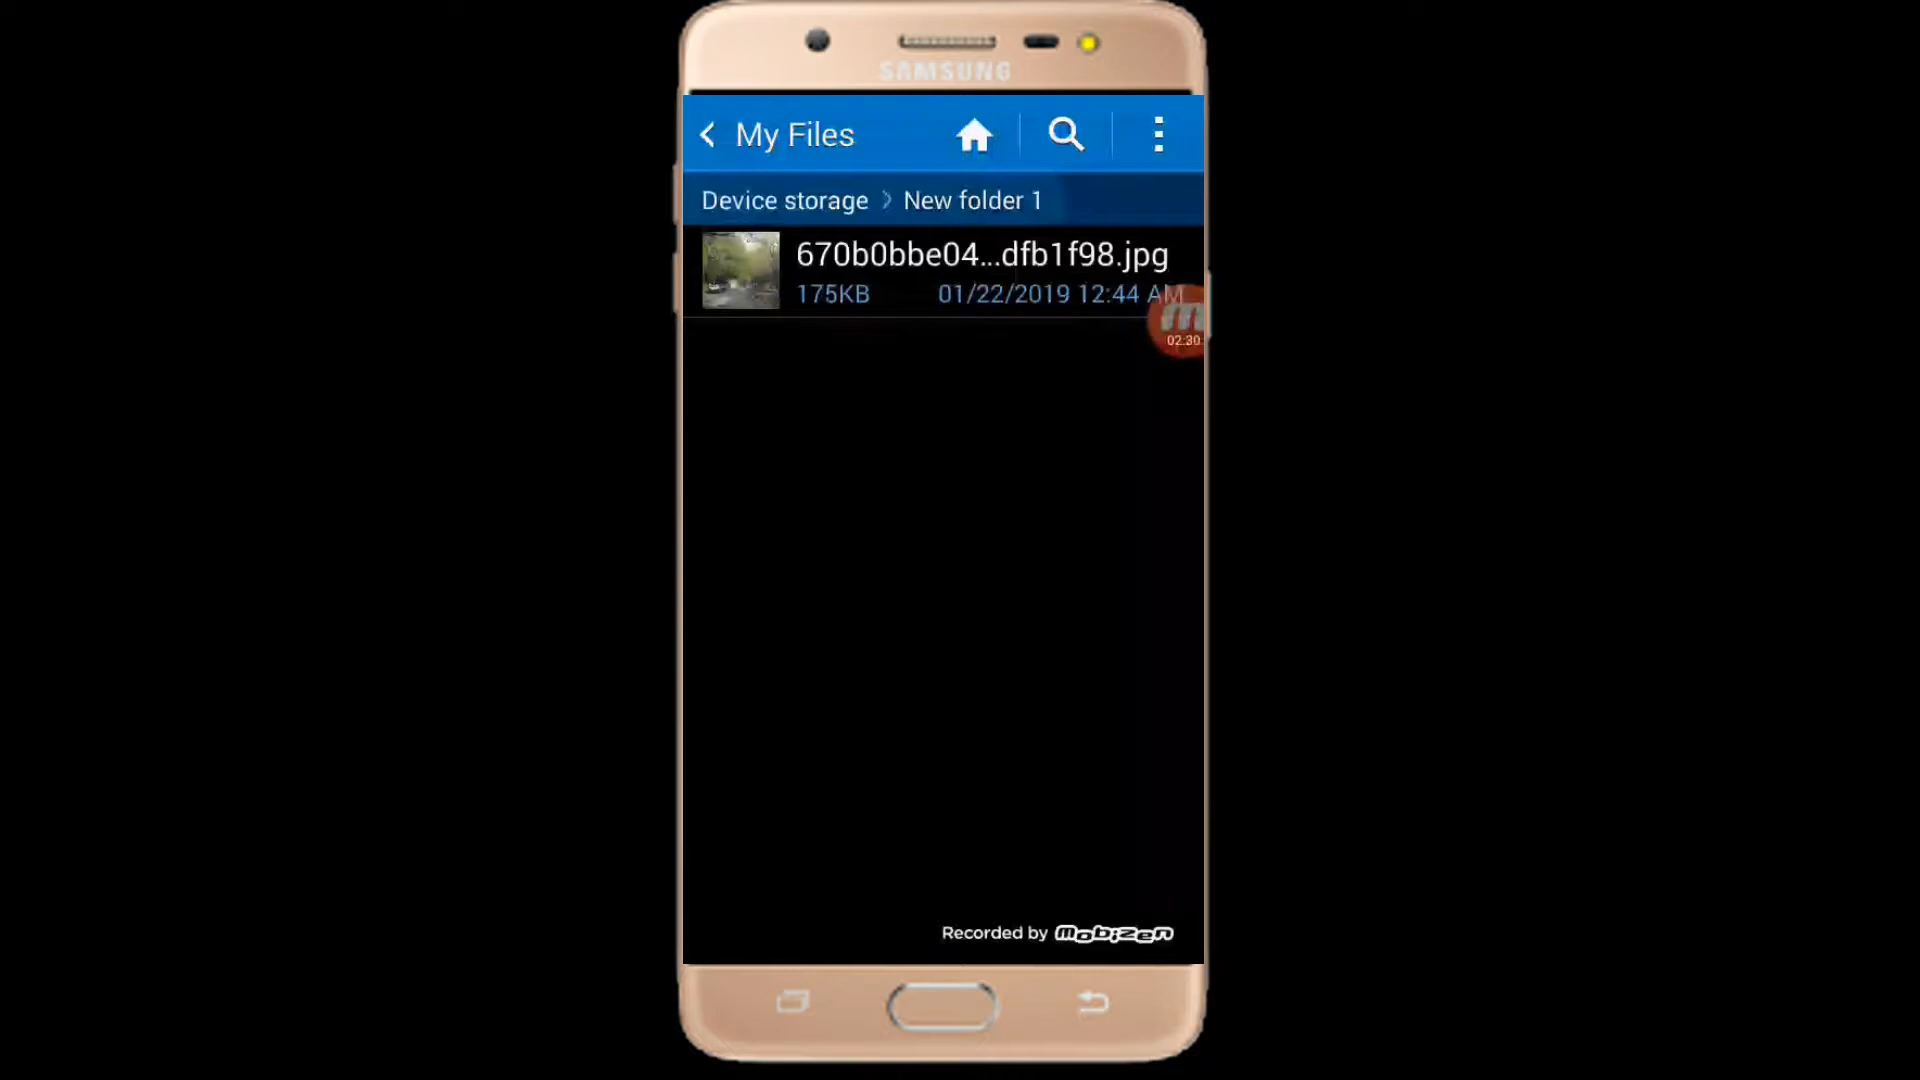 SAMSUNG
My Files
Device storage > New folder 1
670b0bbe04...dfb1f98.jpg
175KB 01/22/2019 12:44 AM
02:30
Recorded by Mobizen